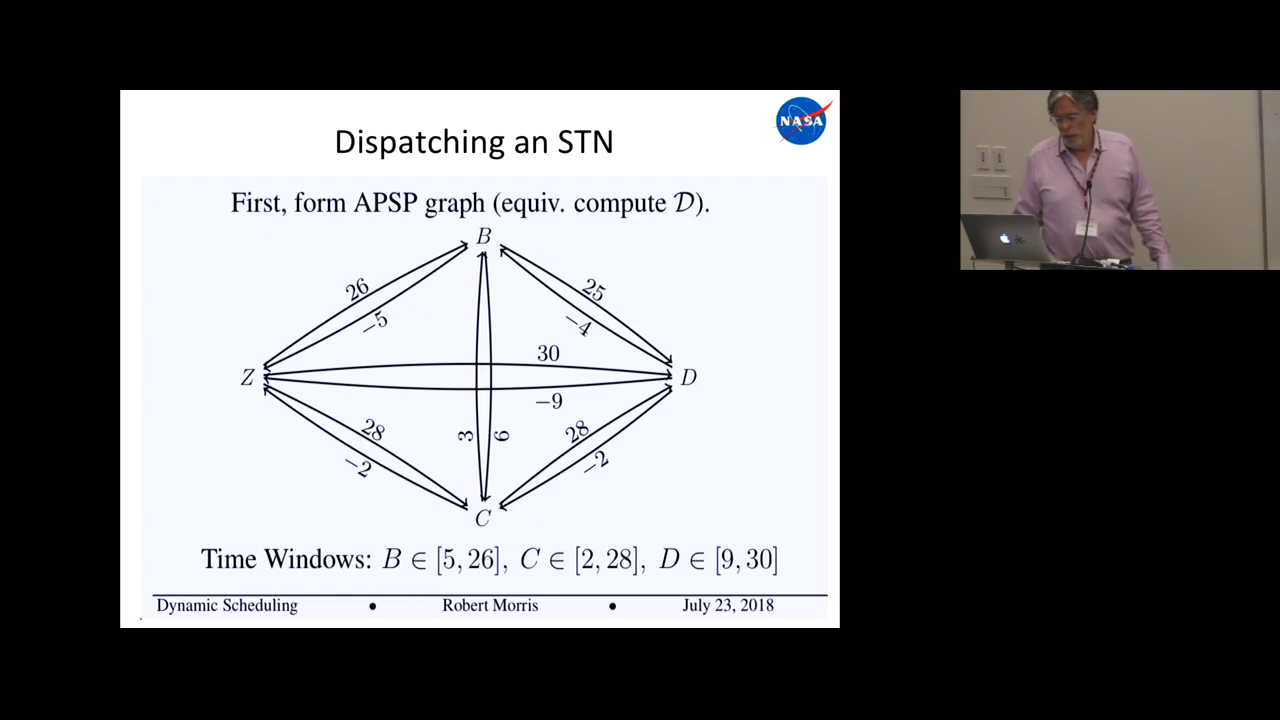 NASA
Dispatching an STN
First, form APSP graph (equiv. compute 𝒟).
B
26
25
−5
−4
30
Z
D
−9
28
3
6
28
−2
−2
C
Time Windows: B ∈ [5, 26], C ∈ [2, 28], D ∈ [9, 30]
Dynamic Scheduling • Robert Morris • July 23, 2018